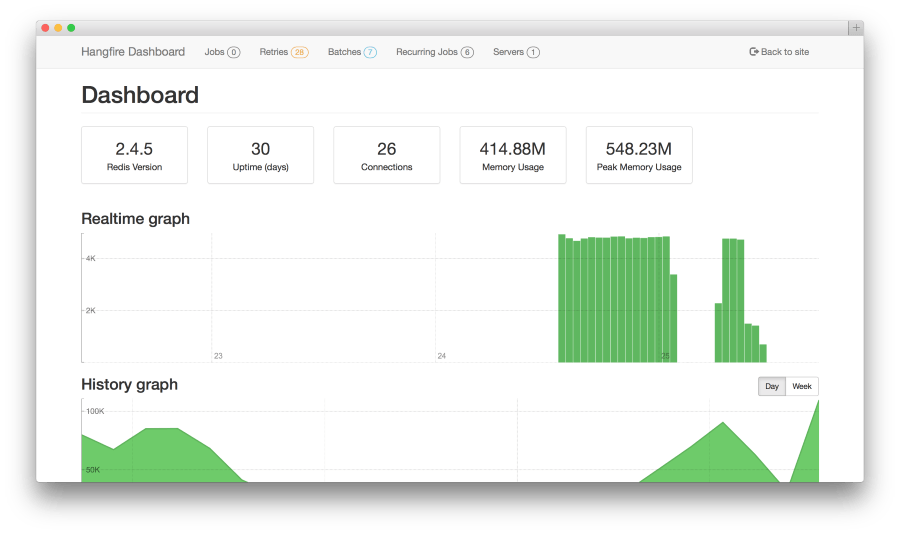 Hangfire Dashboard Jobs 0 Retries 28 Batches 7 Recurring Jobs 6 Servers 1 Back to site
Dashboard
2.4.5 30 26 414.88M 548.23M
Redis Version Uptime (days) Connections Memory Usage Peak Memory Usage
Realtime graph
4K
2K
23 24 25
History graph Day Week
100K
50K